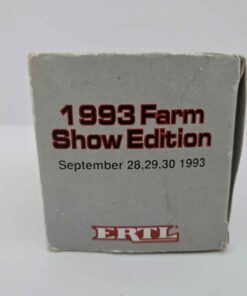 1993 Farm
Show Edition
September 28,29,30 1993
ERTL